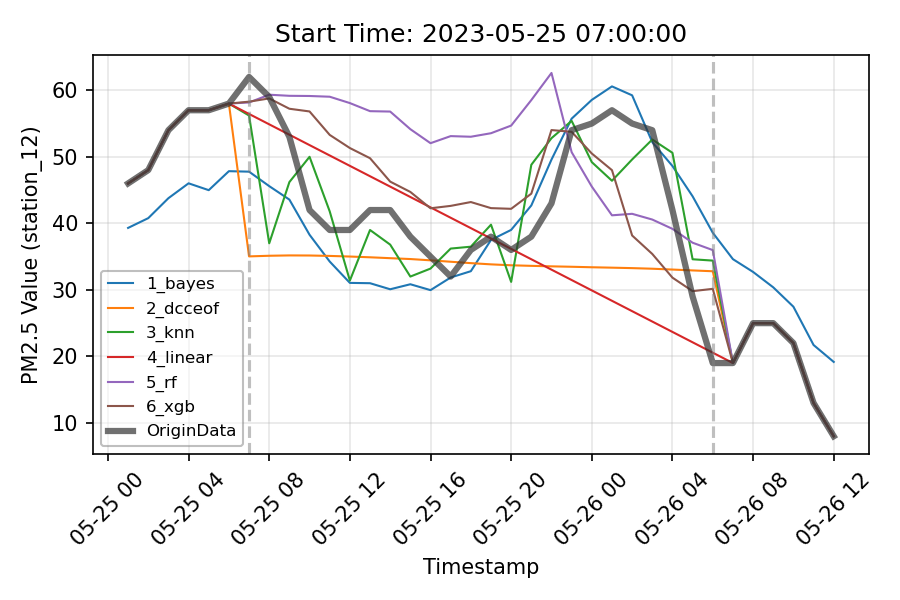 Start Time: 2023-05-25 07:00:00
PM2.5 Value (station_12)
60
50
40
30
20
10
1_bayes
2_dcceof
3_knn
4_linear
5_rf
6_xgb
OriginData
05-25 00
05-25 04
05-25 08
05-25 12
05-25 16
05-25 20
05-26 00
05-26 04
05-26 08
05-26 12
Timestamp